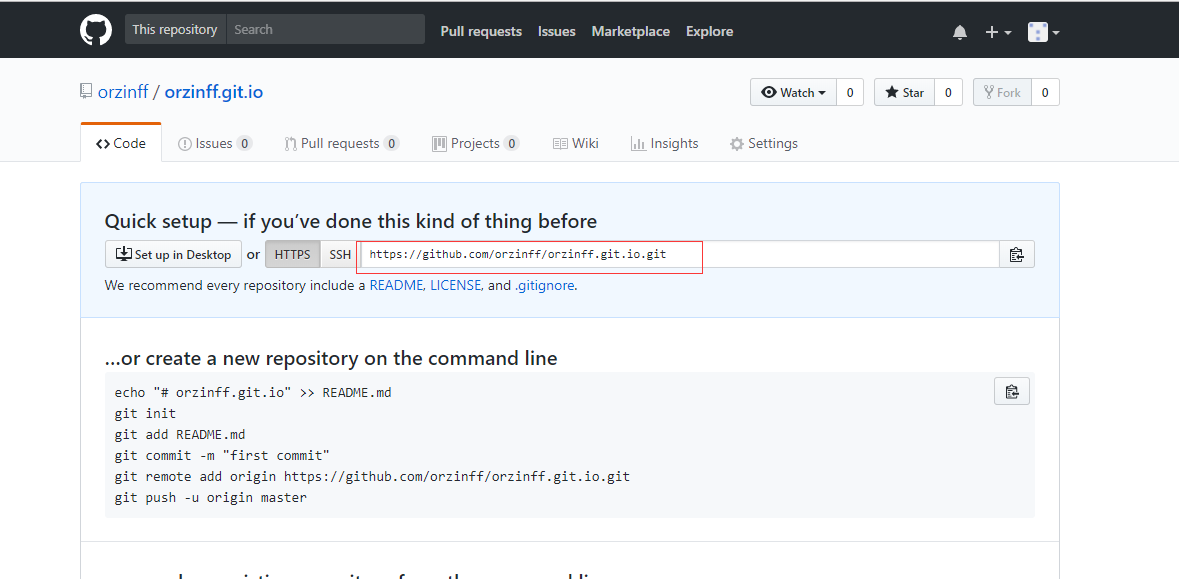 This repository Search Pull requests Issues Marketplace Explore
orzinff / orzinff.git.io Watch 0 Star 0 Fork 0
Code Issues 0 Pull requests 0 Projects 0 Wiki Insights Settings
Quick setup — if you’ve done this kind of thing before
Set up in Desktop or HTTPS SSH https://github.com/orzinff/orzinff.git.io.git
We recommend every repository include a README, LICENSE, and .gitignore.
…or create a new repository on the command line
echo "# orzinff.git.io" >> README.md
git init
git add README.md
git commit -m "first commit"
git remote add origin https://github.com/orzinff/orzinff.git.io.git
git push -u origin master